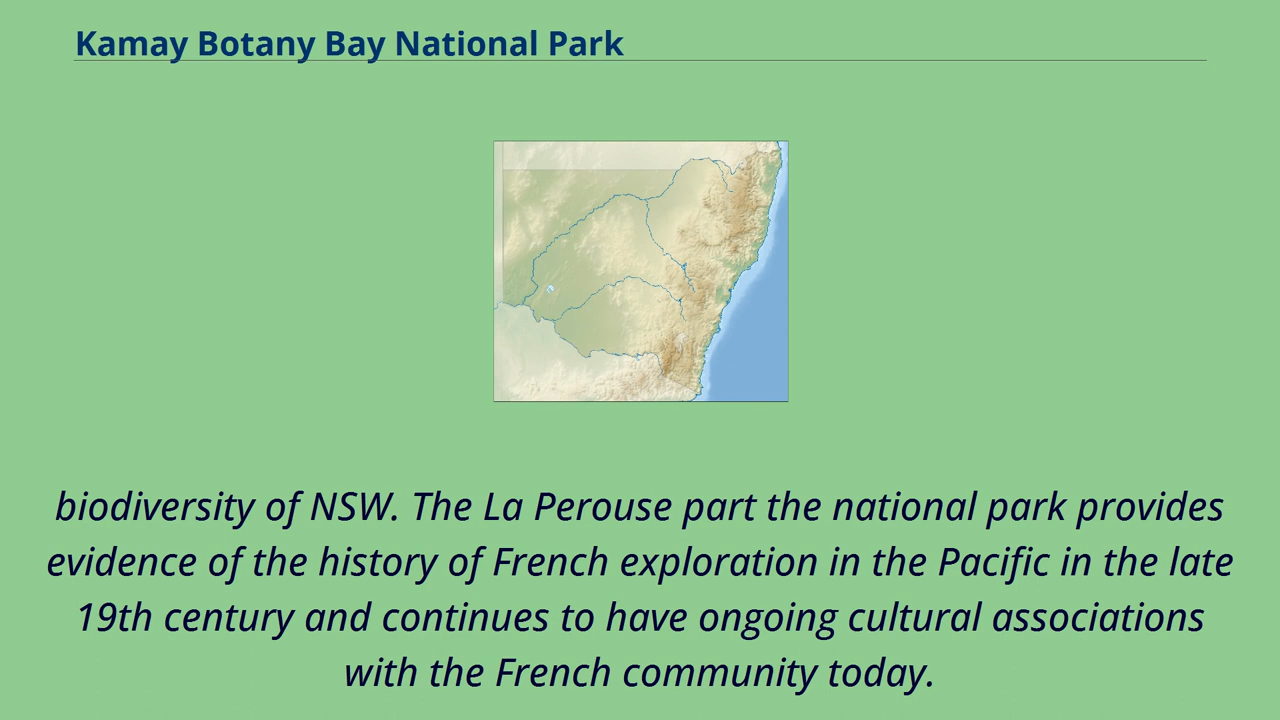 Kamay Botany Bay National Park
biodiversity of NSW. The La Perouse part the national park provides
evidence of the history of French exploration in the Pacific in the late
19th century and continues to have ongoing cultural associations
with the French community today.